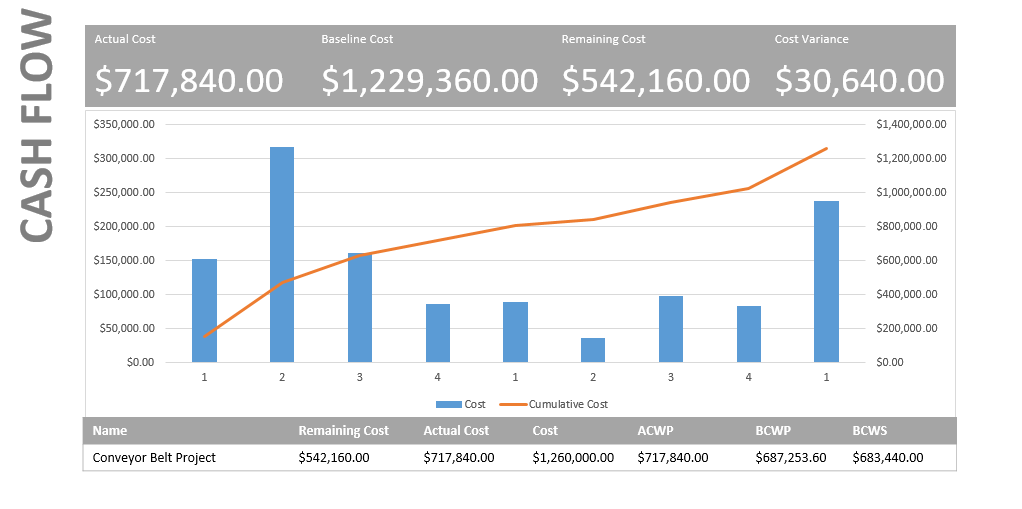 CASH FLOW
Actual Cost Baseline Cost Remaining Cost Cost Variance
$717,840.00 $1,229,360.00 $542,160.00 $30,640.00
$350,000.00 $1,400,000.00
$300,000.00 $1,200,000.00
$250,000.00 $1,000,000.00
$200,000.00 $800,000.00
$150,000.00 $600,000.00
$100,000.00 $400,000.00
$50,000.00 $200,000.00
$0.00 $0.00
1 2 3 4 1 2 3 4 1
Cost Cumulative Cost
Name Remaining Cost Actual Cost Cost ACWP BCWP BCWS
Conveyor Belt Project $542,160.00 $717,840.00 $1,260,000.00 $717,840.00 $687,253.60 $683,440.00